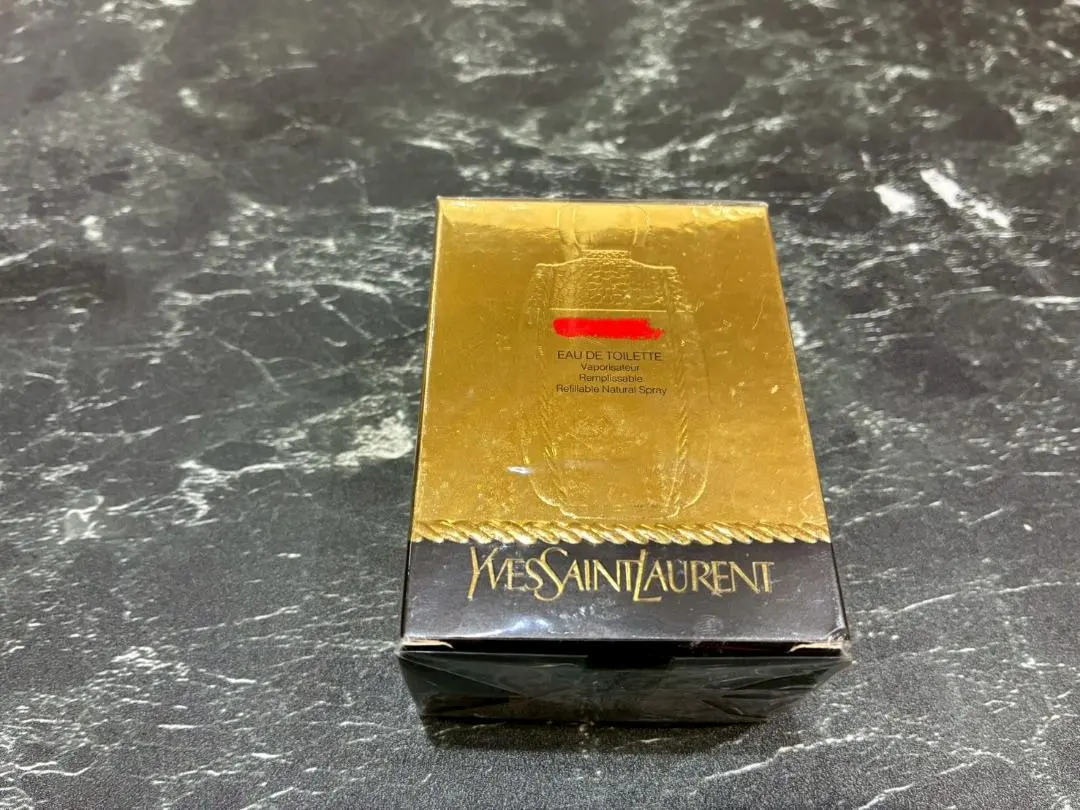 EAU DE TOILETTE
Vaporisateur
Remplissable
Refillable Natural Spray
YVESSAINTLAURENT